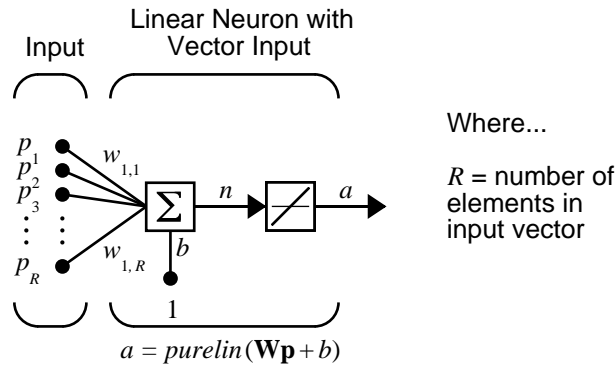 Linear Neuron with
Vector Input
Input
p1
p2
p3
pR
w1,1
w1, R
Σ
n
a
b
1
a = purelin(Wp + b)
Where...
R = number of
elements in
input vector